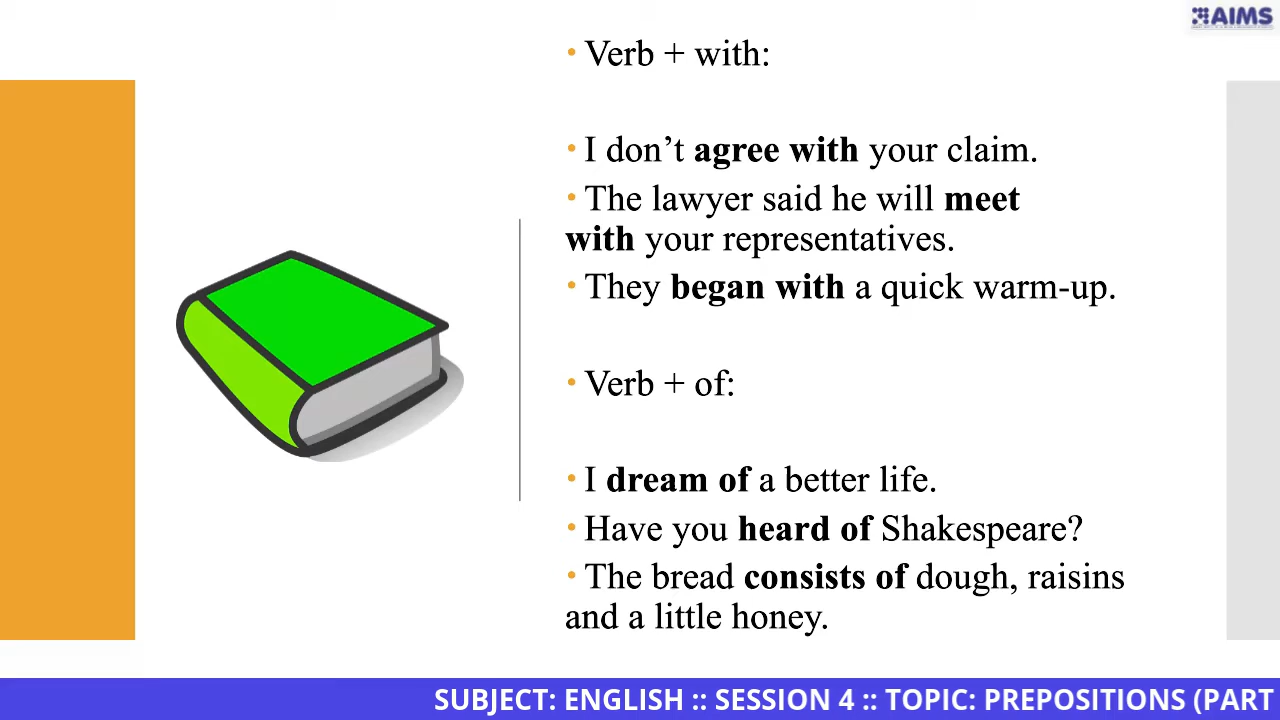 AIMS
• Verb + with:
• I don’t agree with your claim.
• The lawyer said he will meet
with your representatives.
• They began with a quick warm-up.
• Verb + of:
• I dream of a better life.
• Have you heard of Shakespeare?
• The bread consists of dough, raisins
and a little honey.
SUBJECT: ENGLISH :: SESSION 4 :: TOPIC: PREPOSITIONS (PART